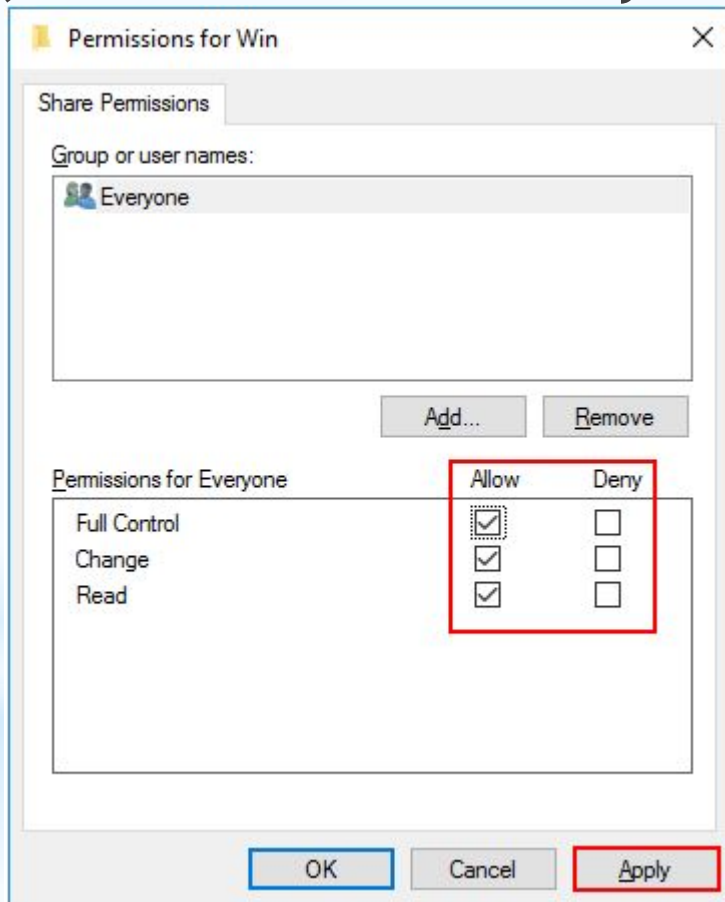 Permissions for Win
Share Permissions
Group or user names:
Everyone
Add... Remove
Permissions for Everyone Allow Deny
Full Control
Change
Read
OK Cancel Apply